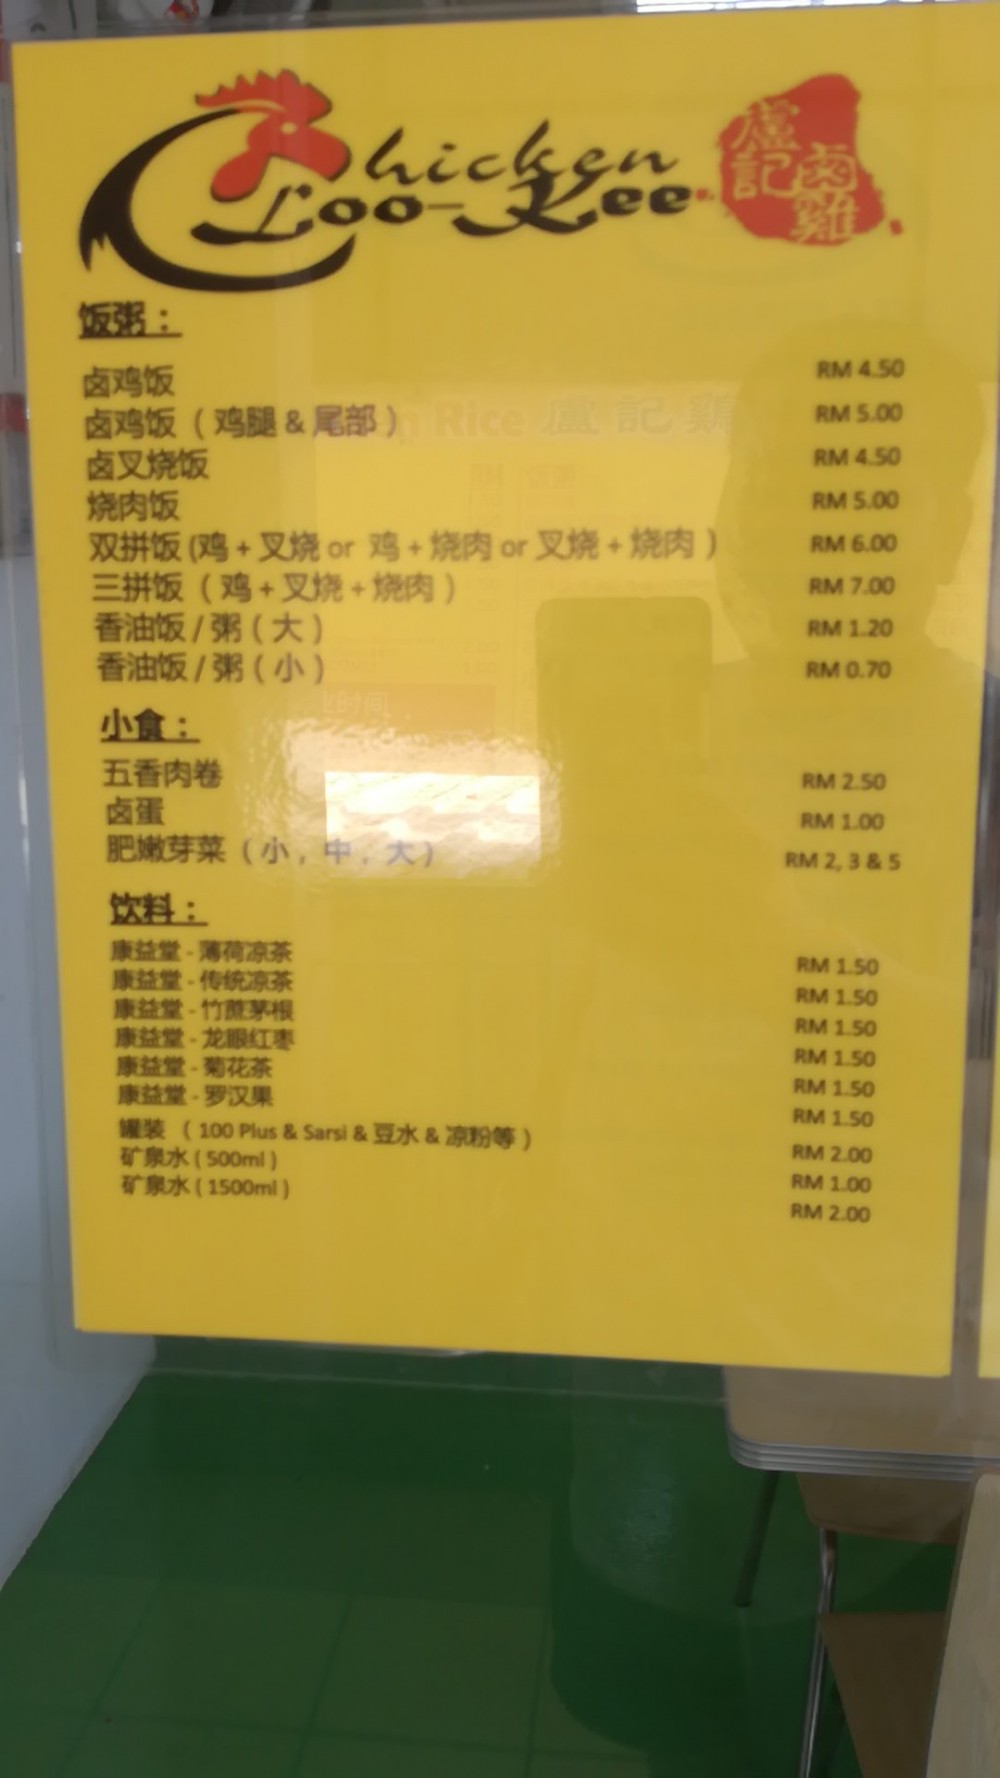 Chicken
Loo-Kee
盧記
卤雞
饭粥：
卤鸡饭 RM 4.50
卤鸡饭（鸡腿 & 尾部） RM 5.00
卤叉烧饭 RM 4.50
烧肉饭 RM 5.00
双拼饭 (鸡 + 叉烧 or 鸡 + 烧肉 or 叉烧 + 烧肉 ) RM 6.00
三拼饭（鸡 + 叉烧 + 烧肉） RM 7.00
香油饭 / 粥 ( 大 ) RM 1.20
香油饭 / 粥 ( 小 ) RM 0.70
小食：
五香肉卷 RM 2.50
卤蛋 RM 1.00
肥嫩芽菜（小，中，大） RM 2, 3 & 5
饮料：
康益堂 - 薄荷凉茶 RM 1.50
康益堂 - 传统凉茶 RM 1.50
康益堂 - 竹蔗茅根 RM 1.50
康益堂 - 龙眼红枣 RM 1.50
康益堂 - 菊花茶 RM 1.50
康益堂 - 罗汉果 RM 1.50
罐装 （100 Plus & Sarsi & 豆水 & 凉粉等） RM 2.00
矿泉水 ( 500ml ) RM 1.00
矿泉水 ( 1500ml ) RM 2.00